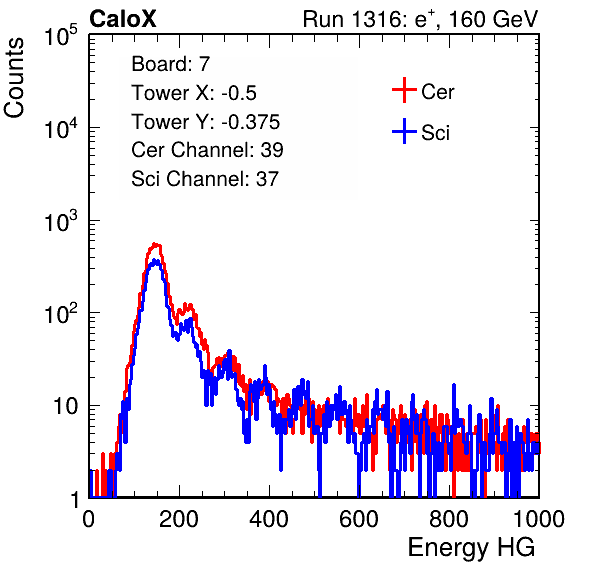 CaloX Run 1316: e⁺, 160 GeV
Counts
10⁵
10⁴
10³
10²
10
1
Board: 7
Tower X: -0.5
Tower Y: -0.375
Cer Channel: 39
Sci Channel: 37
Cer
Sci
0 200 400 600 800 1000
Energy HG